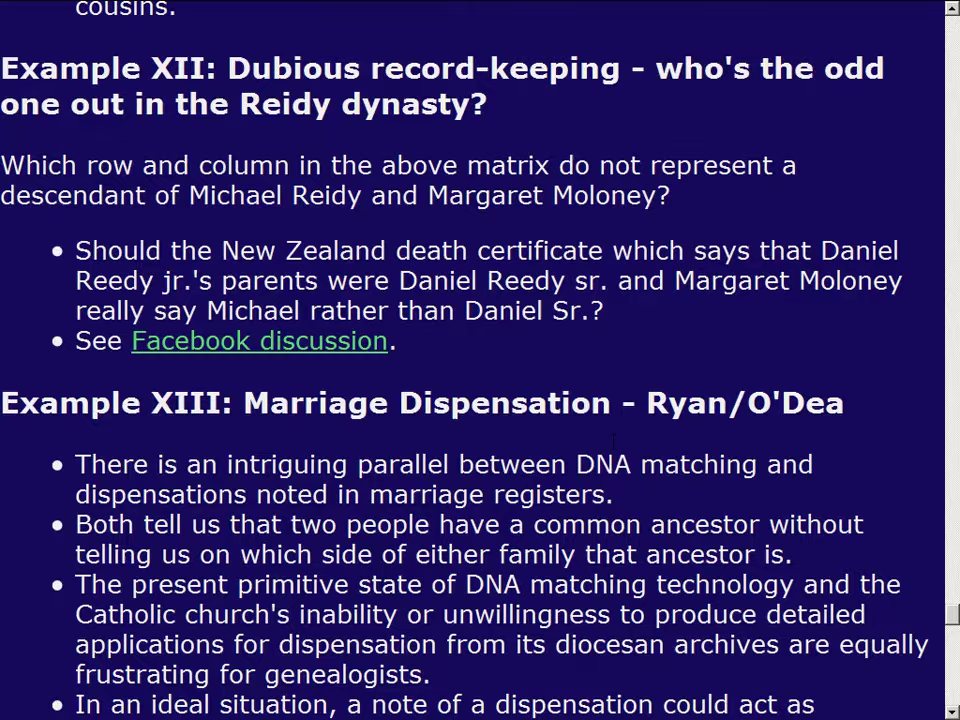 cousins.
Example XII: Dubious record-keeping - who's the odd
one out in the Reidy dynasty?
Which row and column in the above matrix do not represent a
descendant of Michael Reidy and Margaret Moloney?
• Should the New Zealand death certificate which says that Daniel
Reedy jr.'s parents were Daniel Reedy sr. and Margaret Moloney
really say Michael rather than Daniel Sr.?
• See Facebook discussion.
Example XIII: Marriage Dispensation - Ryan/O'Dea
• There is an intriguing parallel between DNA matching and
dispensations noted in marriage registers.
• Both tell us that two people have a common ancestor without
telling us on which side of either family that ancestor is.
• The present primitive state of DNA matching technology and the
Catholic church's inability or unwillingness to produce detailed
applications for dispensation from its diocesan archives are equally
frustrating for genealogists.
• In an ideal situation, a note of a dispensation could act as